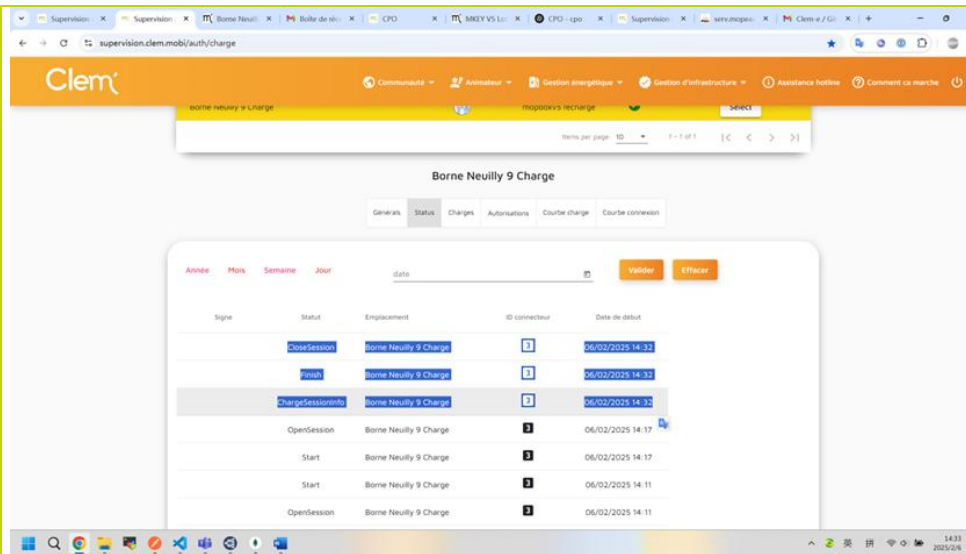 Supervision
Supervision
Borne Neuill
Boîte de réc
CPO
MKEY V5 Lo
CPO - cpo
Supervision
serv.mopea
Clem-e / Gi
supervision.clem.mobi/auth/charge
Clem'
Communauté
Animateur
Gestion énergétique
Gestion d'infrastructure
Assistance hotline
Comment ca marche
Borne Neuilly 9 Charge mopboxv5 recharge Select
Items per page: 10 1 - 1 of 1
Borne Neuilly 9 Charge
Generals Status Charges Autorisations Courbe charge Courbe connexion
Année Mois Semaine Jour date Valider Effacer
Signe Statut Emplacement ID connecteur Date de début
CloseSession Borne Neuilly 9 Charge 3 06/02/2025 14:32
Finish Borne Neuilly 9 Charge 3 06/02/2025 14:32
ChargeSessionInfo Borne Neuilly 9 Charge 3 06/02/2025 14:32
OpenSession Borne Neuilly 9 Charge 3 06/02/2025 14:17
Start Borne Neuilly 9 Charge 3 06/02/2025 14:17
Start Borne Neuilly 9 Charge 3 06/02/2025 14:11
OpenSession Borne Neuilly 9 Charge 3 06/02/2025 14:11
英 拼 14:33
2025/2/6